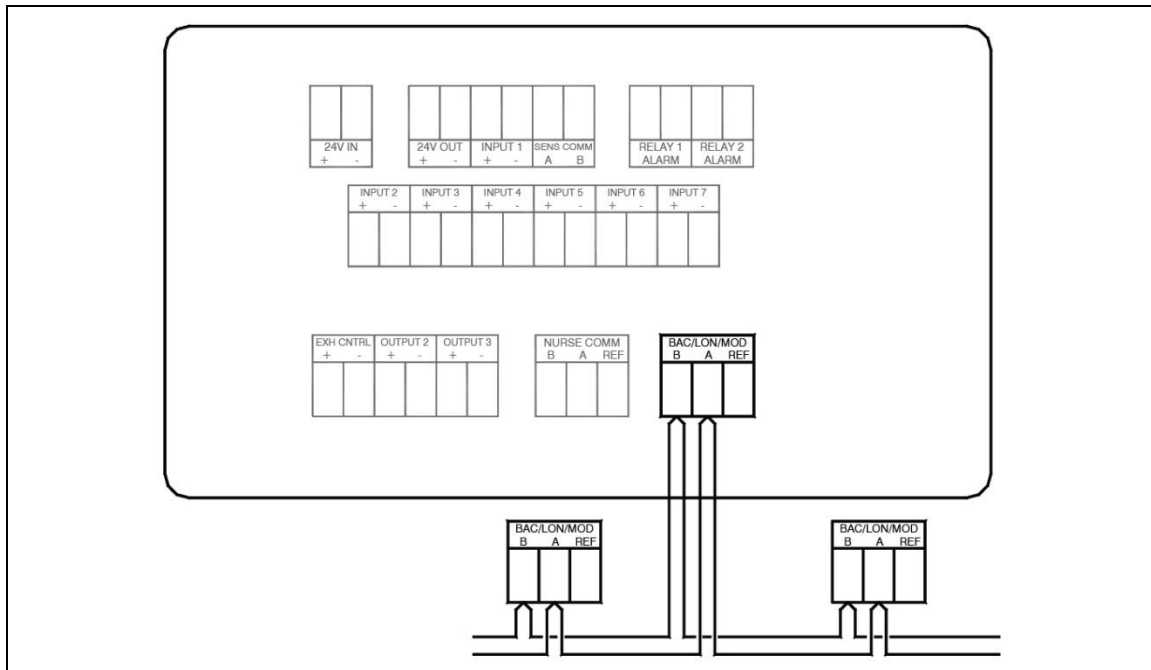 24V IN
+ -
24V OUT INPUT 1 SENS COMM
+ - + - A B
RELAY 1 RELAY 2
ALARM ALARM
INPUT 2 INPUT 3 INPUT 4 INPUT 5 INPUT 6 INPUT 7
+ - + - + - + - + - + -
EXH CNTRL OUTPUT 2 OUTPUT 3
+ - + - + -
NURSE COMM
B A REF
BAC/LON/MOD
B A REF
BAC/LON/MOD
B A REF
BAC/LON/MOD
B A REF